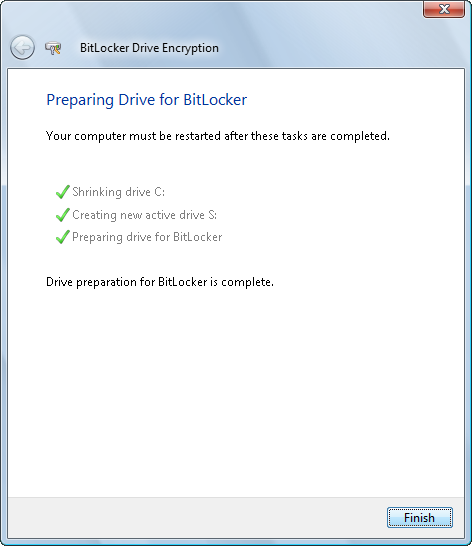 BitLocker Drive Encryption
Preparing Drive for BitLocker
Your computer must be restarted after these tasks are completed.
Shrinking drive C:
Creating new active drive S:
Preparing drive for BitLocker
Drive preparation for BitLocker is complete.
Finish